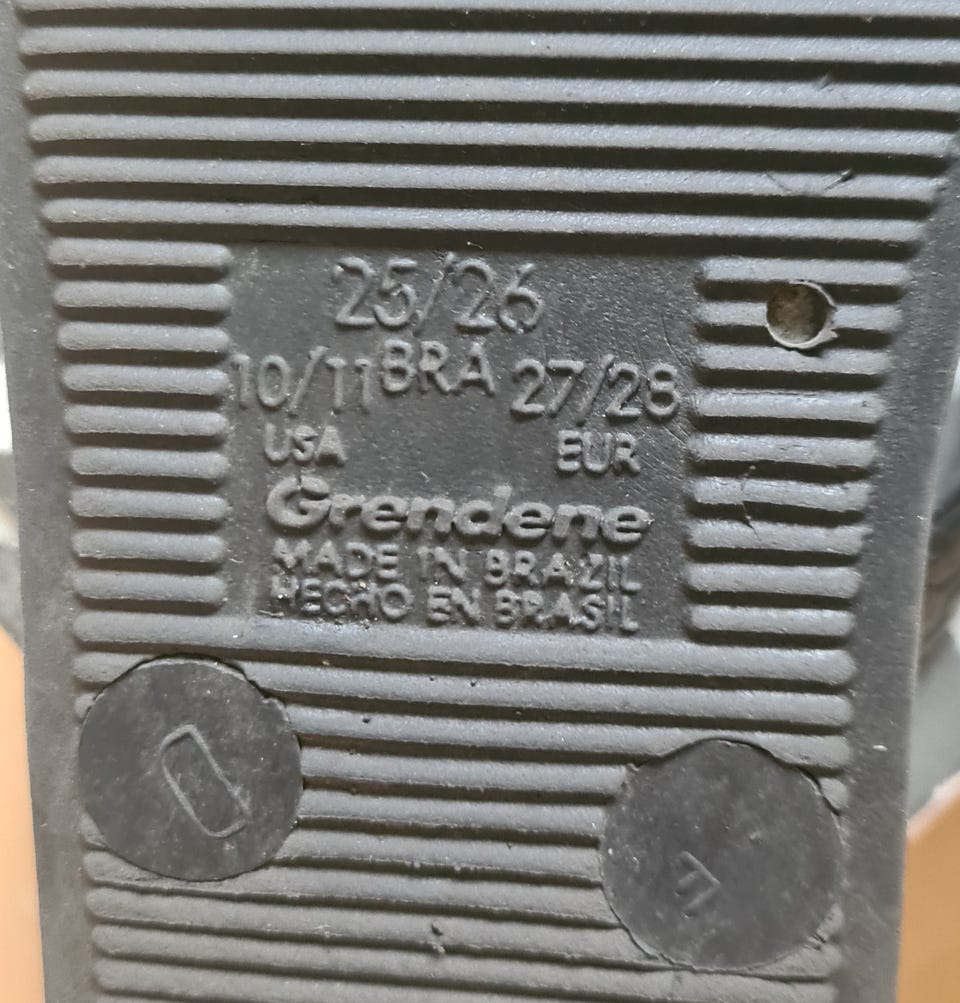 25/26
BRA
10/11 27/28
USA EUR
Grendene
MADE IN BRAZIL
HECHO EN BRASIL